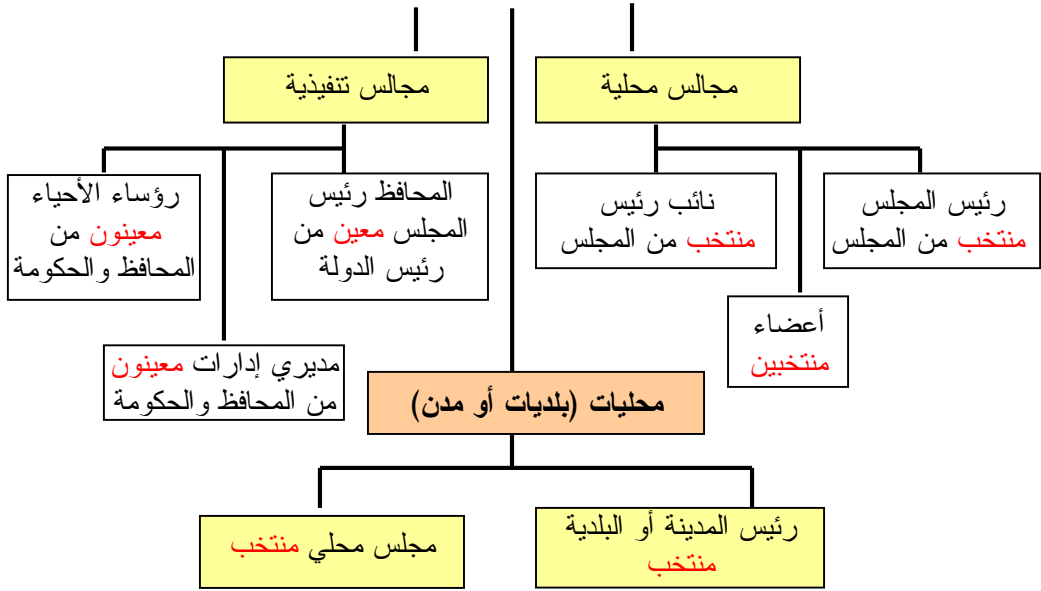 مجالس محلية
مجالس تنفيذية
رئيس المجلس
منتخب من المجلس
نائب رئيس
منتخب من المجلس
المحافظ رئيس
المجلس معين من
رئيس الدولة
رؤساء الأحياء
معينون من
المحافظ والحكومة
أعضاء
منتخبين
مديري إدارات معينون
من المحافظ والحكومة
محليات (بلديات أو مدن)
رئيس المدينة أو البلدية
منتخب
مجلس محلي منتخب